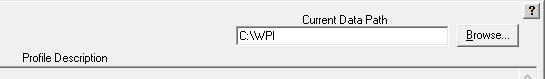 ?
Current Data Path
C:\WPI Browse...
Profile Description